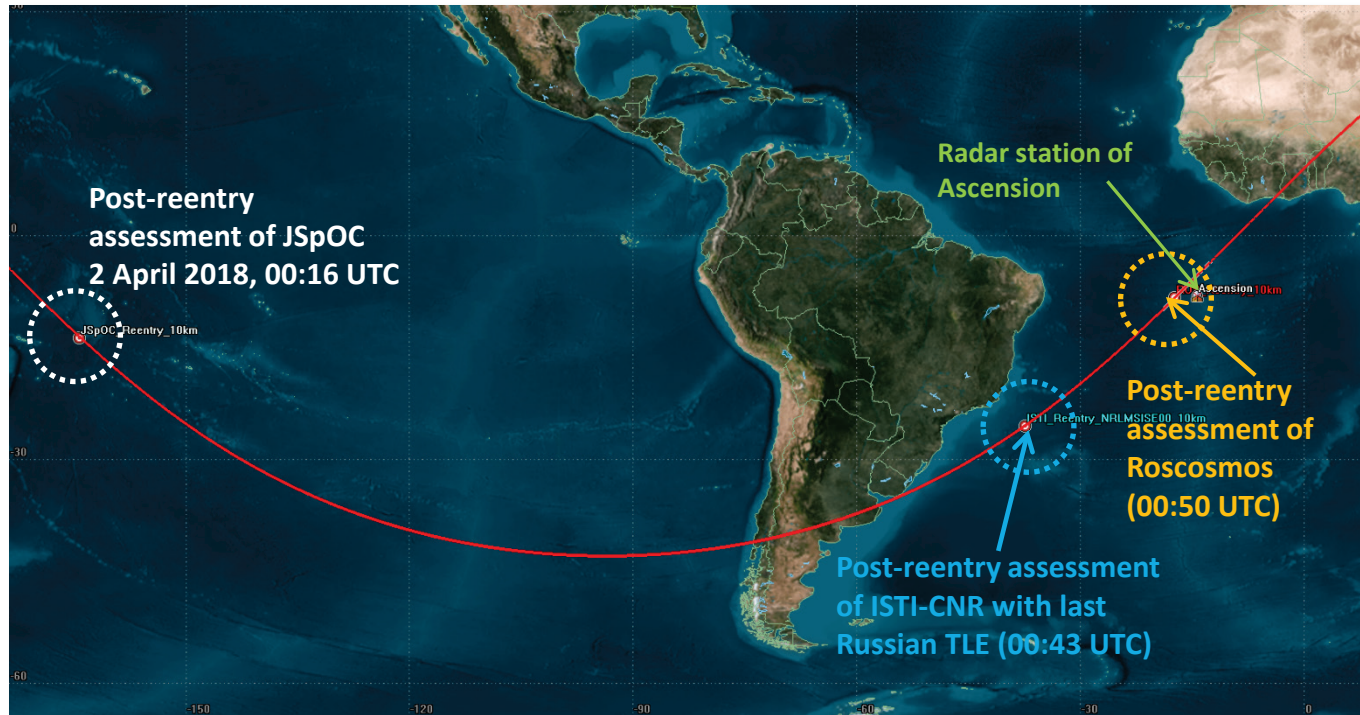 Post-reentry
assessment of JSpOC
2 April 2018, 00:16 UTC
JSpOC_Reentry_10km
Radar station of
Ascension
Ascension
Post-reentry
assessment of
Roscosmos
(00:50 UTC)
ISTI_Reentry_NRLMSISE00_10km
Post-reentry assessment
of ISTI-CNR with last
Russian TLE (00:43 UTC)
0
-30
-60
-150
-120
-90
-60
-30
0